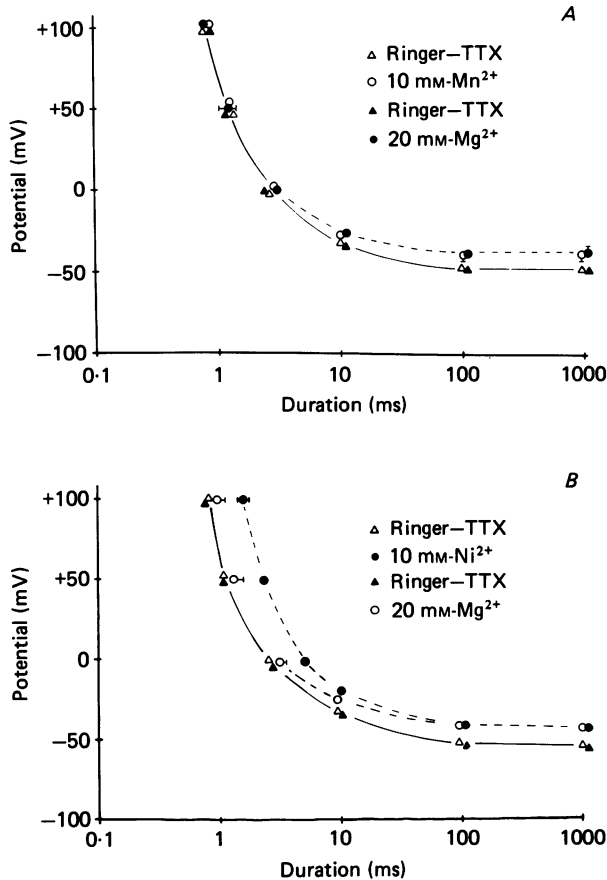 A
+100
+50
0
−50
−100
Potential (mV)
△ Ringer—TTX
○ 10 mM-Mn²⁺
▲ Ringer—TTX
● 20 mM-Mg²⁺
0·1
1
10
100
1000
Duration (ms)
B
+100
+50
0
−50
−100
Potential (mV)
△ Ringer—TTX
● 10 mM-Ni²⁺
▲ Ringer—TTX
○ 20 mM-Mg²⁺
0·1
1
10
100
1000
Duration (ms)